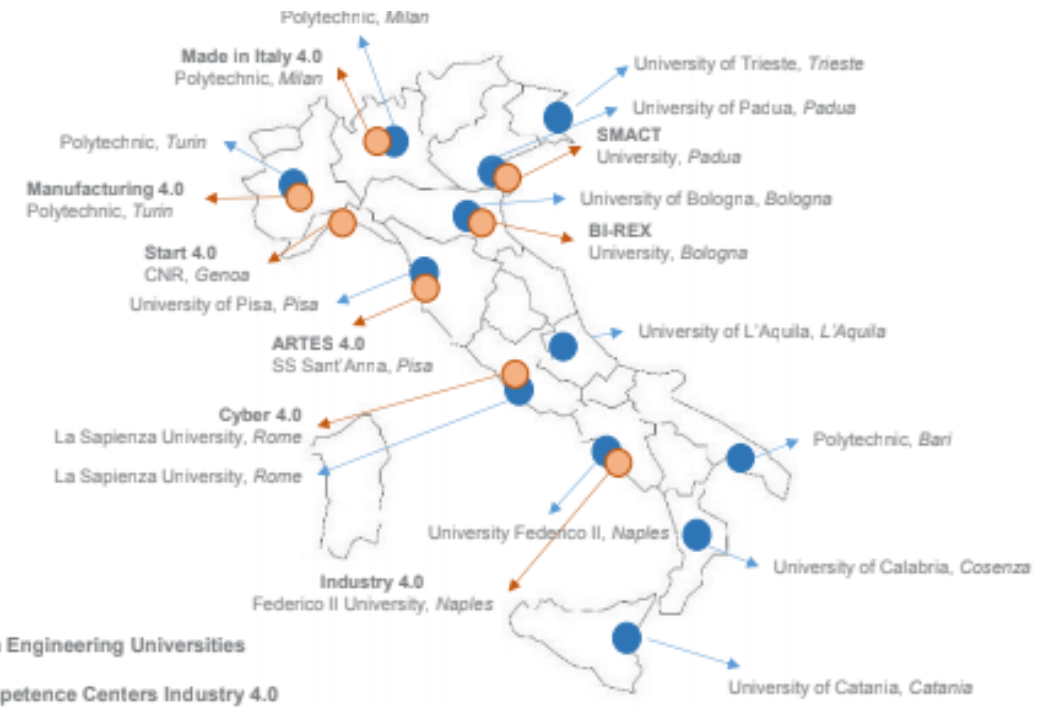 Polytechnic, Milan
Made in Italy 4.0
Polytechnic, Milan
University of Trieste, Trieste
University of Padua, Padua
SMACT
University, Padua
Polytechnic, Turin
Manufacturing 4.0
Polytechnic, Turin
University of Bologna, Bologna
BI-REX
University, Bologna
Start 4.0
CNR, Genoa
University of Pisa, Pisa
ARTES 4.0
SS Sant'Anna, Pisa
University of L'Aquila, L'Aquila
Cyber 4.0
La Sapienza University, Rome
La Sapienza University, Rome
Polytechnic, Bari
University Federico II, Naples
University of Calabria, Cosenza
Industry 4.0
Federico II University, Naples
Engineering Universities
University of Catania, Catania
petence Centers Industry 4.0